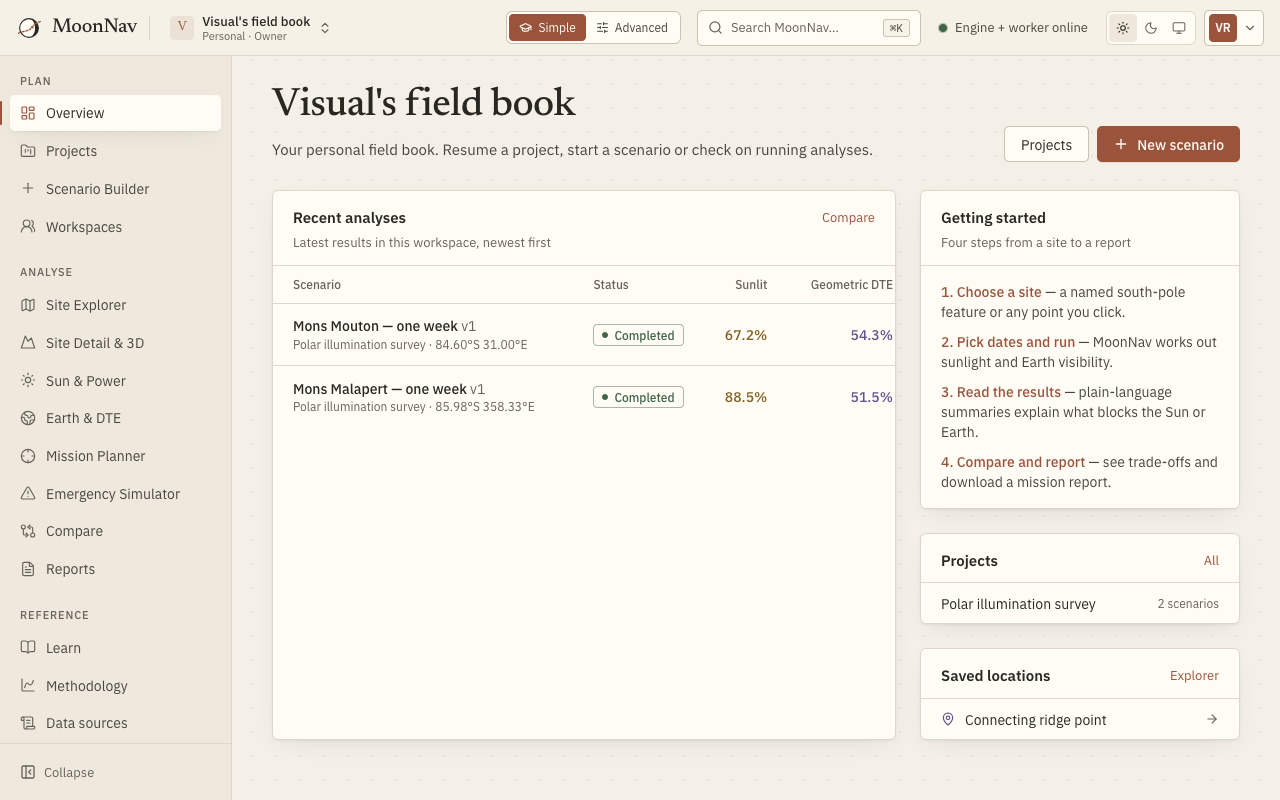 MoonNav
V
Visual's field book
Personal · Owner
Simple
Advanced
Search MoonNav...
⌘K
Engine + worker online
VR
PLAN
Overview
Projects
Scenario Builder
Workspaces
ANALYSE
Site Explorer
Site Detail & 3D
Sun & Power
Earth & DTE
Mission Planner
Emergency Simulator
Compare
Reports
REFERENCE
Learn
Methodology
Data sources
Collapse
Visual's field book
Your personal field book. Resume a project, start a scenario or check on running analyses.
Projects
New scenario
Recent analyses
Compare
Latest results in this workspace, newest first
Scenario Status Sunlit Geometric DTE
Mons Mouton — one week v1
Polar illumination survey · 84.60°S 31.00°E
Completed 67.2% 54.3%
Mons Malapert — one week v1
Polar illumination survey · 85.98°S 358.33°E
Completed 88.5% 51.5%
Getting started
Four steps from a site to a report
1. Choose a site — a named south-pole
feature or any point you click.
2. Pick dates and run — MoonNav works out
sunlight and Earth visibility.
3. Read the results — plain-language
summaries explain what blocks the Sun or
Earth.
4. Compare and report — see trade-offs and
download a mission report.
Projects
All
Polar illumination survey
2 scenarios
Saved locations
Explorer
Connecting ridge point